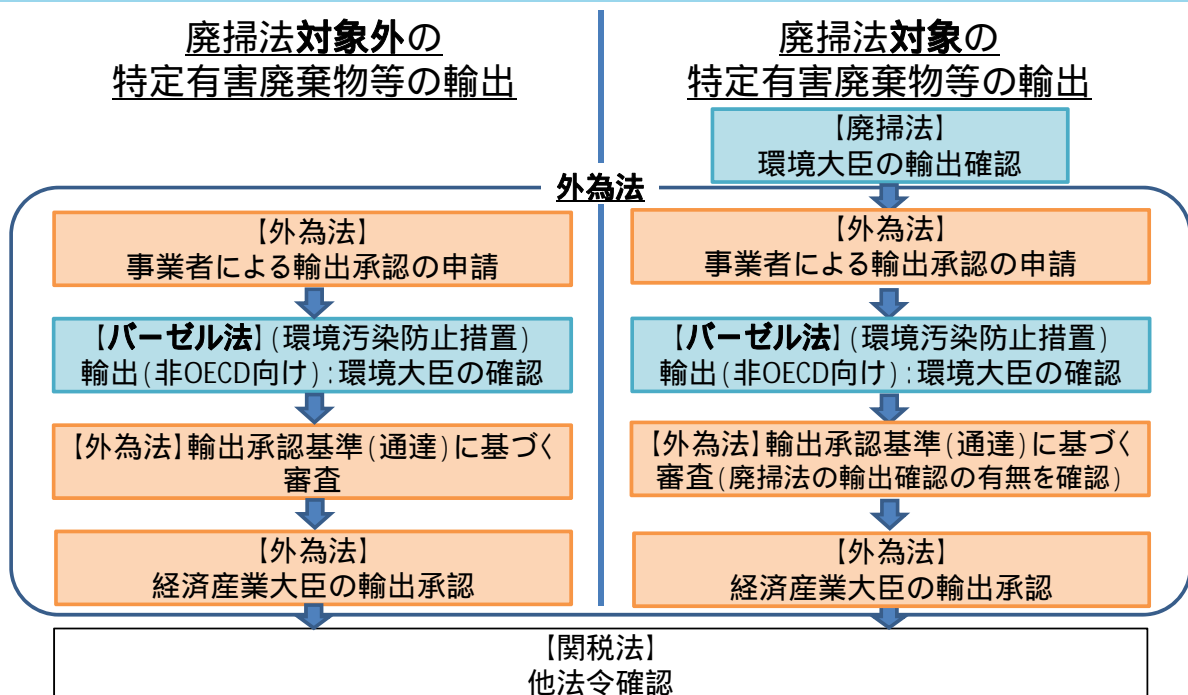 廃掃法対象外の
特定有害廃棄物等の輸出
廃掃法対象の
特定有害廃棄物等の輸出
【廃掃法】
環境大臣の輸出確認
外為法
【外為法】
事業者による輸出承認の申請
【バーゼル法】(環境汚染防止措置)
輸出(非OECD向け):環境大臣の確認
【外為法】輸出承認基準(通達)に基づく
審査
【外為法】
経済産業大臣の輸出承認
【外為法】
事業者による輸出承認の申請
【バーゼル法】(環境汚染防止措置)
輸出(非OECD向け):環境大臣の確認
【外為法】輸出承認基準(通達)に基づく
審査(廃掃法の輸出確認の有無を確認)
【外為法】
経済産業大臣の輸出承認
【関税法】
他法令確認